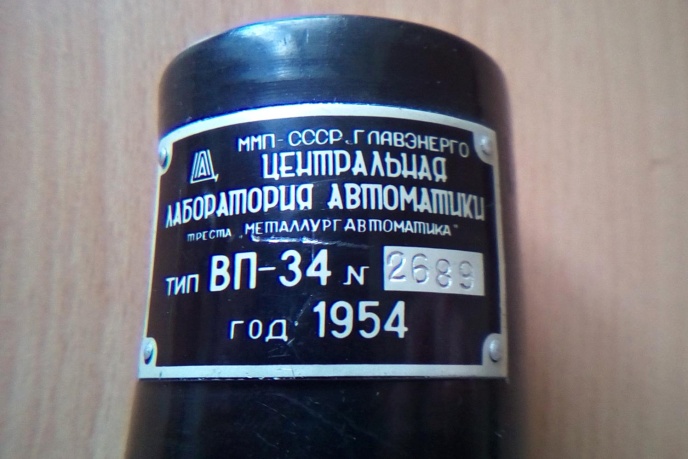 ММП-СССР, ГЛАВЭНЕРГО
ЦЕНТРАЛЬНАЯ
ЛАБОРАТОРИЯ АВТОМАТИКИ
ТРЕСТА „МЕТАЛЛУРГАВТОМАТИКА"
ТИП ВП-34 N 2689
ГОД 1954